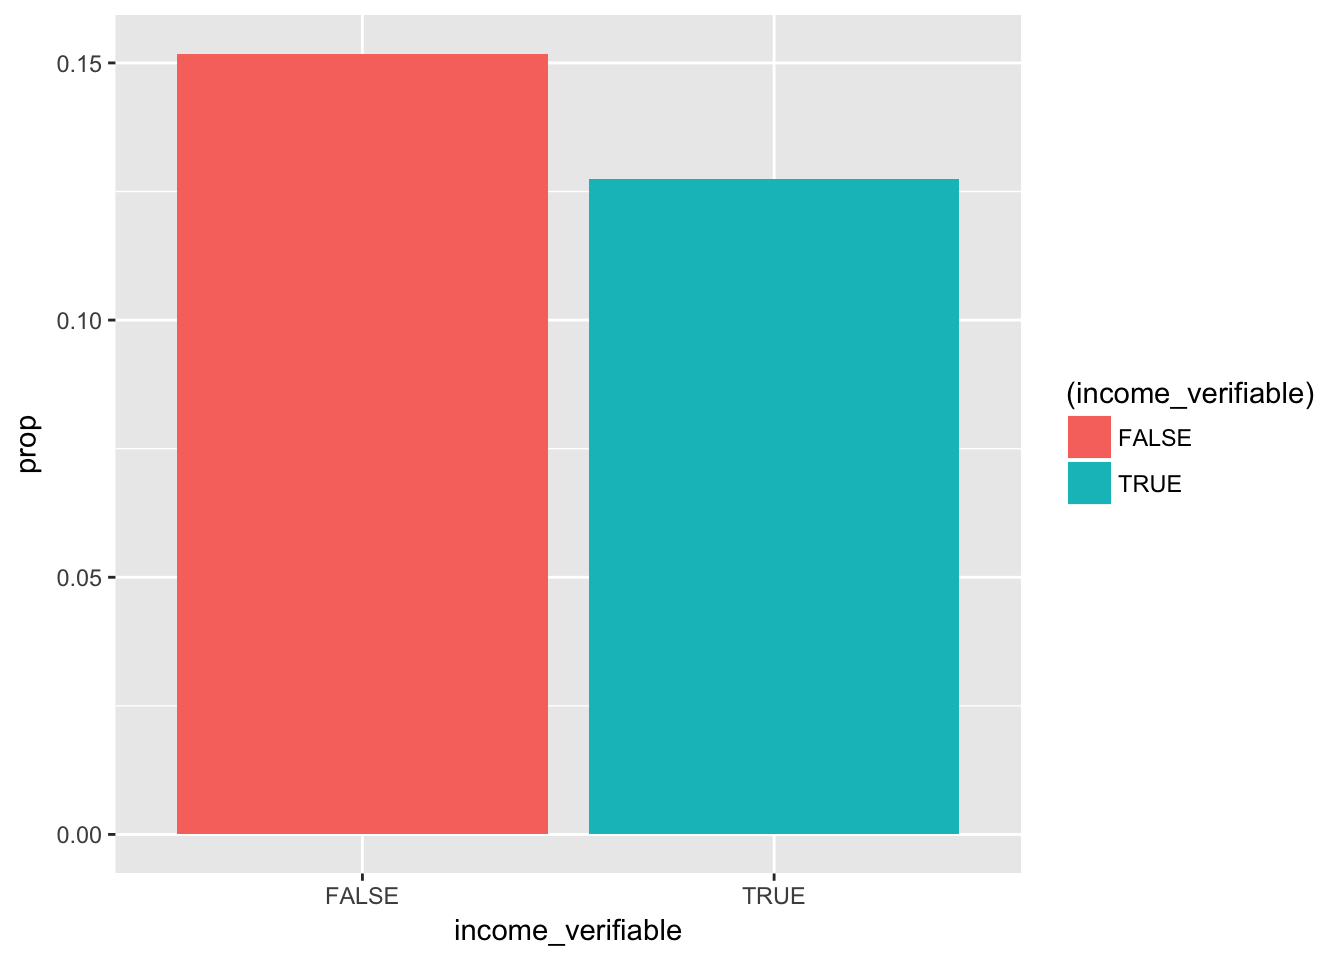 prop
0.15
0.10
0.05
0.00
FALSE TRUE
income_verifiable
(income_verifiable)
FALSE
TRUE